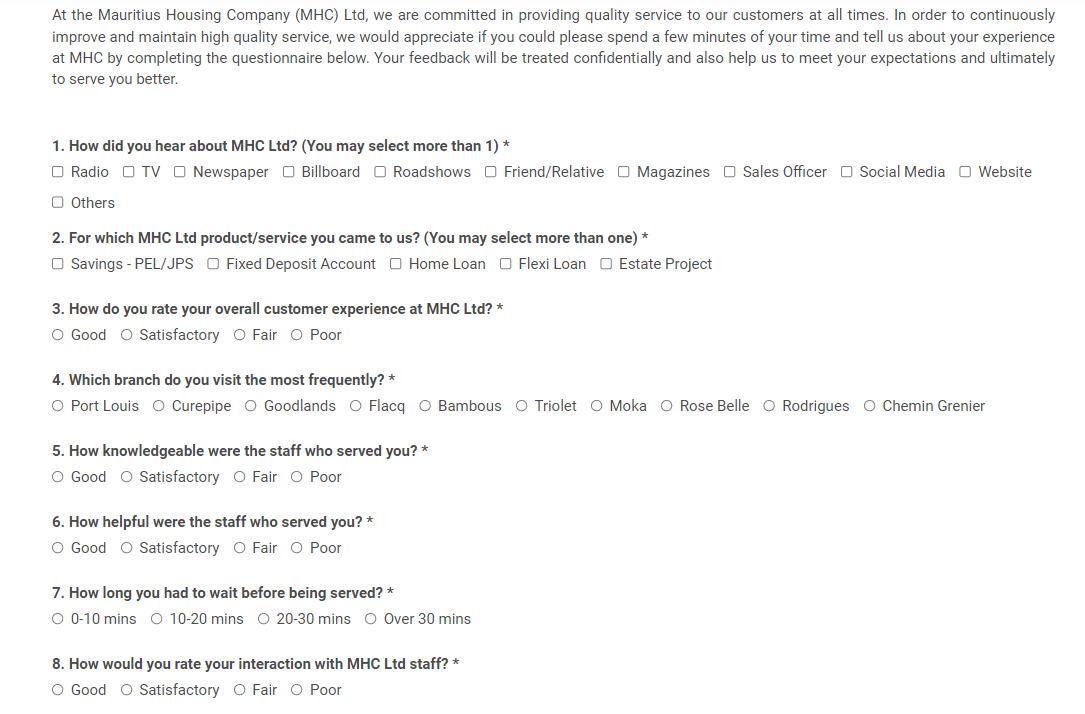 At the Mauritius Housing Company (MHC) Ltd, we are committed in providing quality service to our customers at all times. In order to continuously
improve and maintain high quality service, we would appreciate if you could please spend a few minutes of your time and tell us about your experience
at MHC by completing the questionnaire below. Your feedback will be treated confidentially and also help us to meet your expectations and ultimately
to serve you better.
1. How did you hear about MHC Ltd? (You may select more than 1) *
Radio TV Newspaper Billboard Roadshows Friend/Relative Magazines Sales Officer Social Media Website
Others
2. For which MHC Ltd product/service you came to us? (You may select more than one) *
Savings - PEL/JPS Fixed Deposit Account Home Loan Flexi Loan Estate Project
3. How do you rate your overall customer experience at MHC Ltd? *
Good Satisfactory Fair Poor
4. Which branch do you visit the most frequently? *
Port Louis Curepipe Goodlands Flacq Bambous Triolet Moka Rose Belle Rodrigues Chemin Grenier
5. How knowledgeable were the staff who served you? *
Good Satisfactory Fair Poor
6. How helpful were the staff who served you? *
Good Satisfactory Fair Poor
7. How long you had to wait before being served? *
0-10 mins 10-20 mins 20-30 mins Over 30 mins
8. How would you rate your interaction with MHC Ltd staff? *
Good Satisfactory Fair Poor